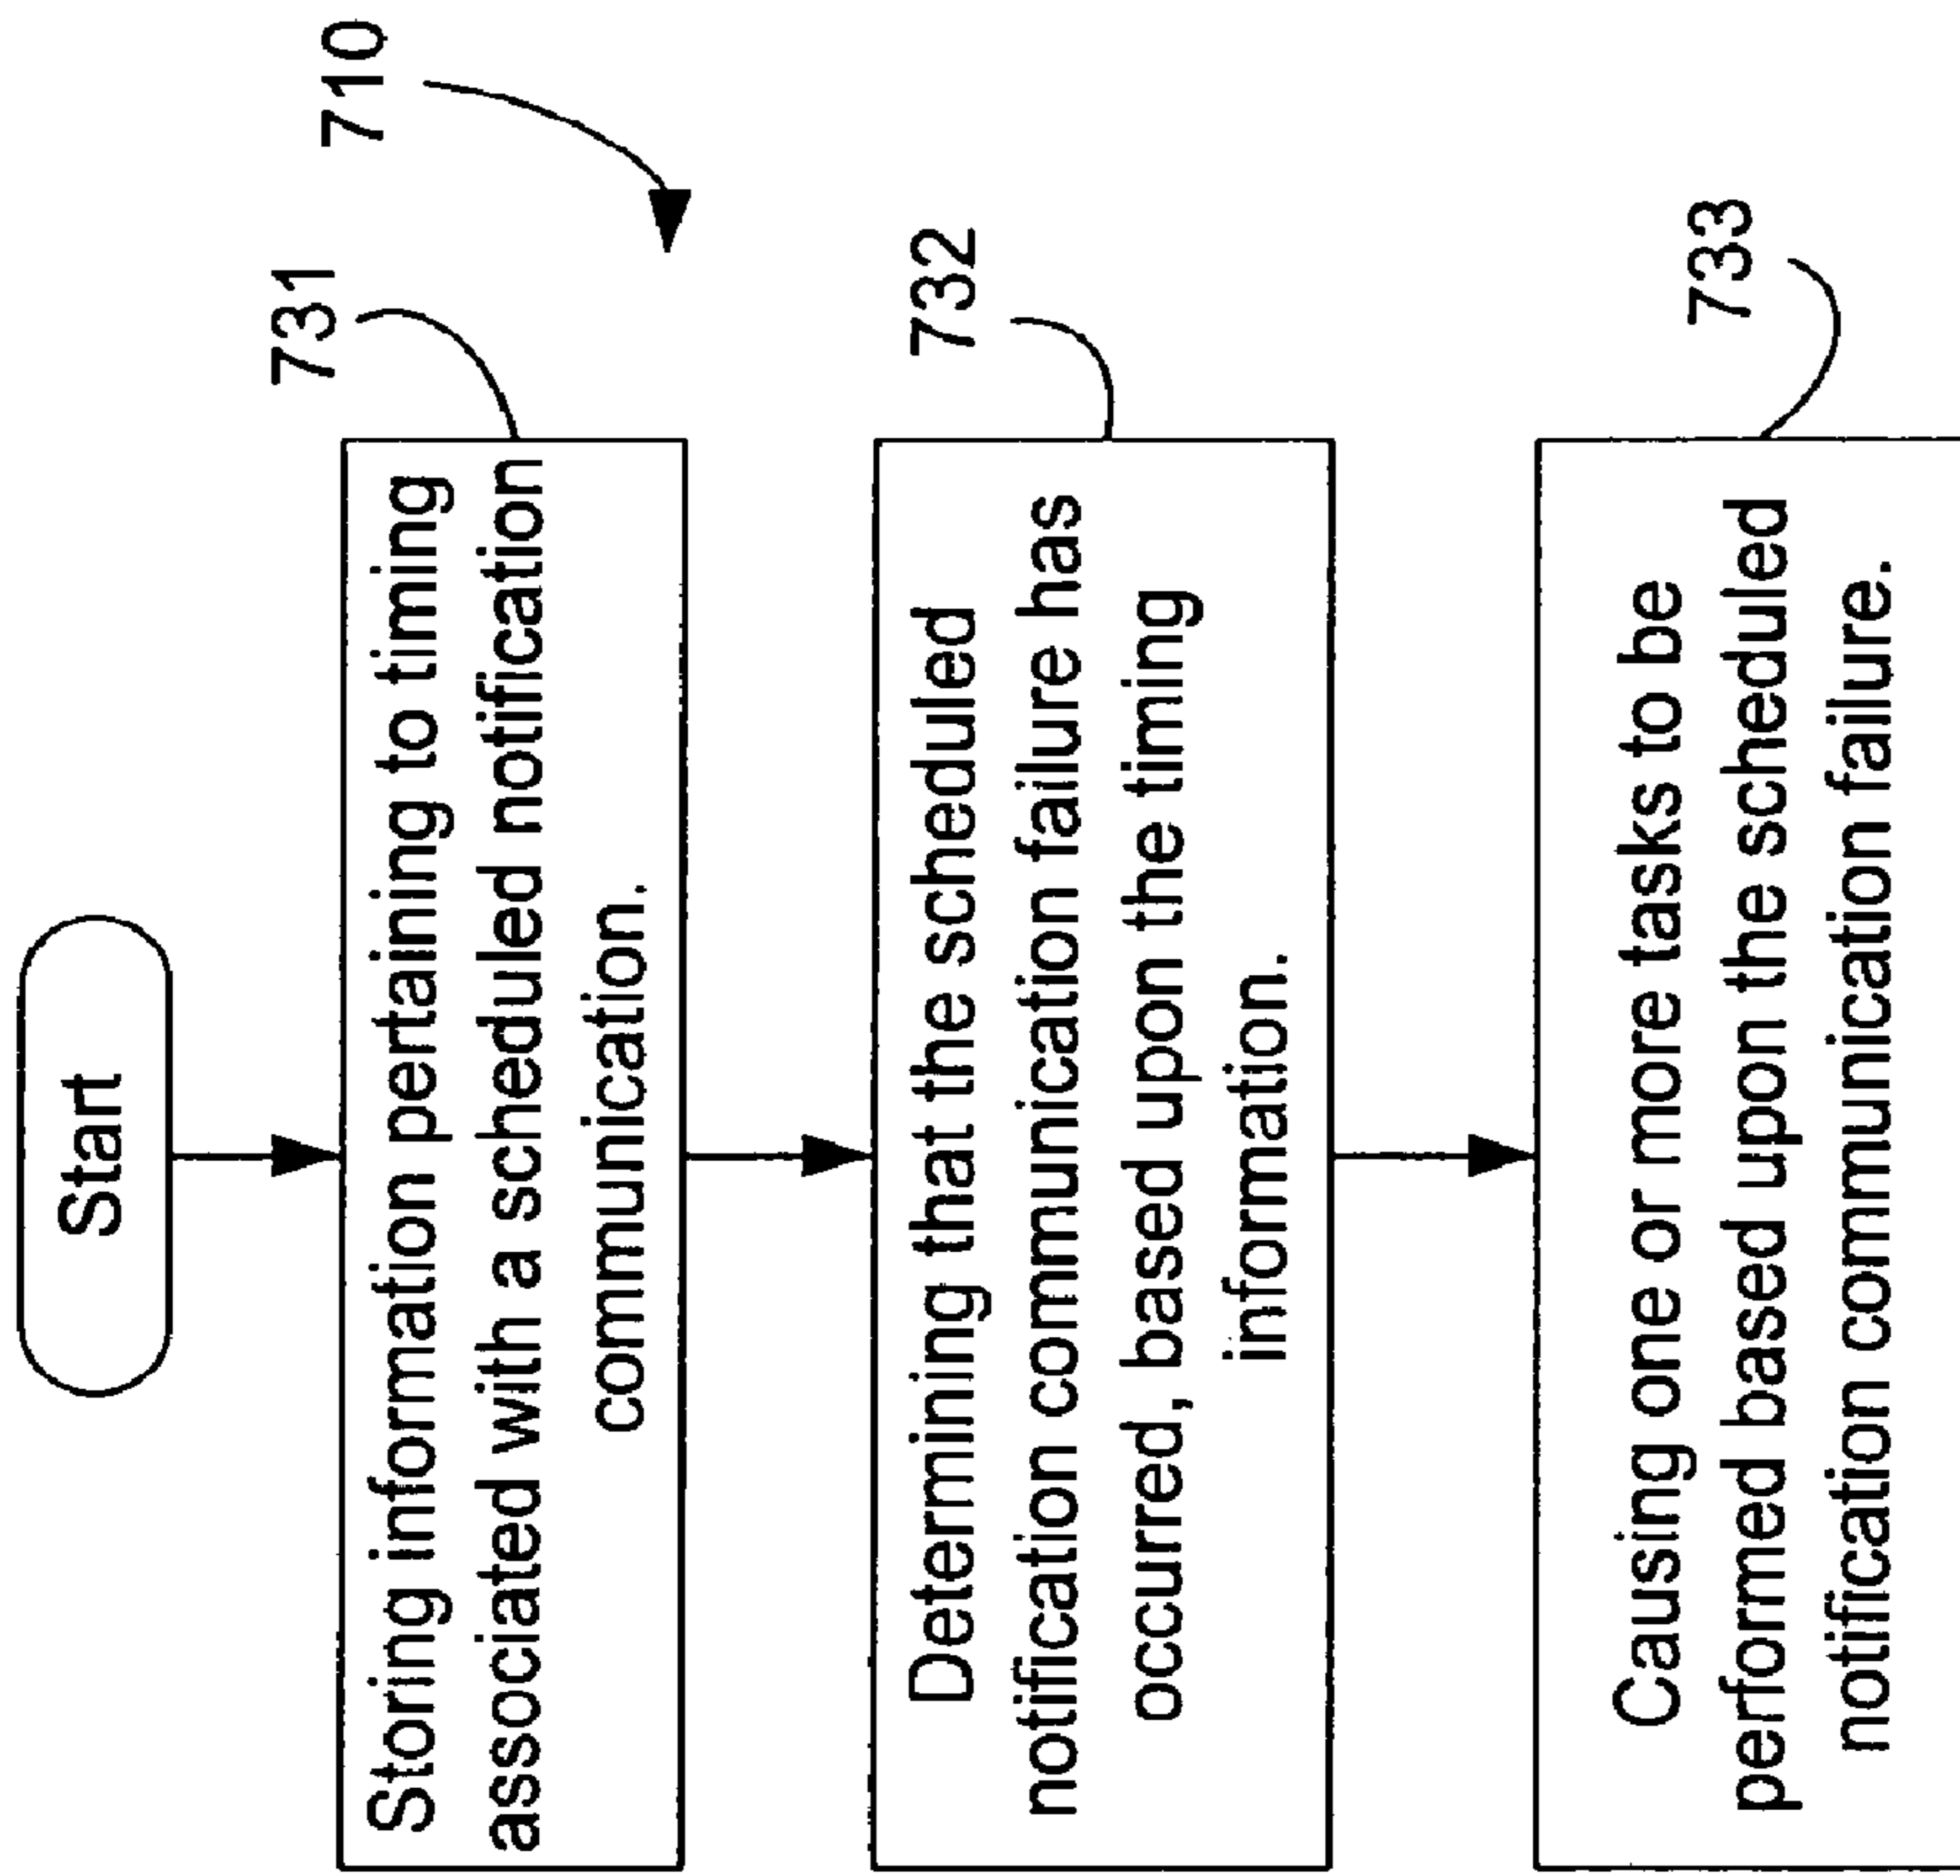 Start
710
731
Storing information pertaining to timing
associated with a scheduled notification
communication.
732
Determining that the scheduled
notification communication failure has
occurred, based upon the timing
information.
733
Causing one or more tasks to be
performed based upon the scheduled
notification communication failure.